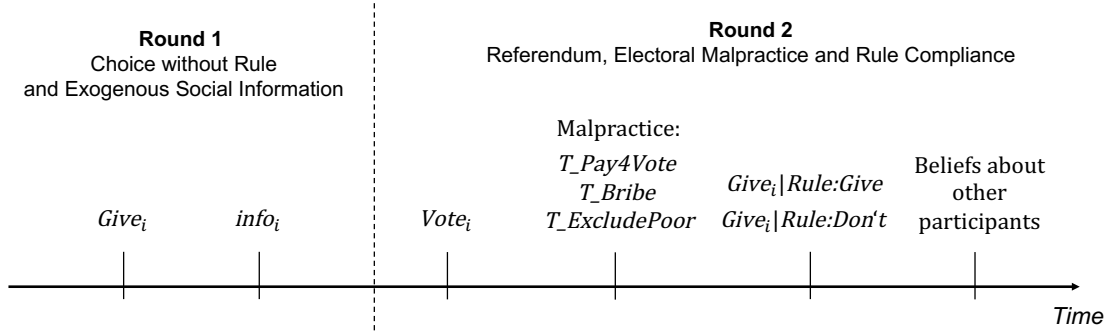 Round 1
Choice without Rule
and Exogenous Social Information
Round 2
Referendum, Electoral Malpractice and Rule Compliance
Give_i
info_i
Vote_i
Malpractice:
T_Pay4Vote
T_Bribe
T_ExcludePoor
Give_i|Rule:Give
Give_i|Rule:Don't
Beliefs about
other
participants
Time